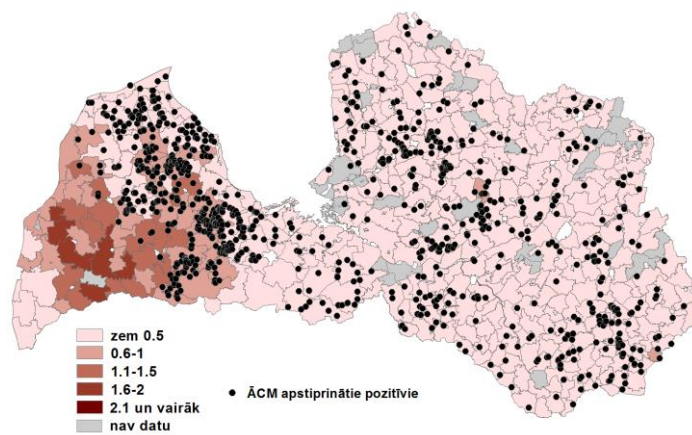 zem 0.5
0.6-1
1.1-1.5
1.6-2
2.1 un vairāk
nav datu
ĀCM apstiprinātie pozitīvie